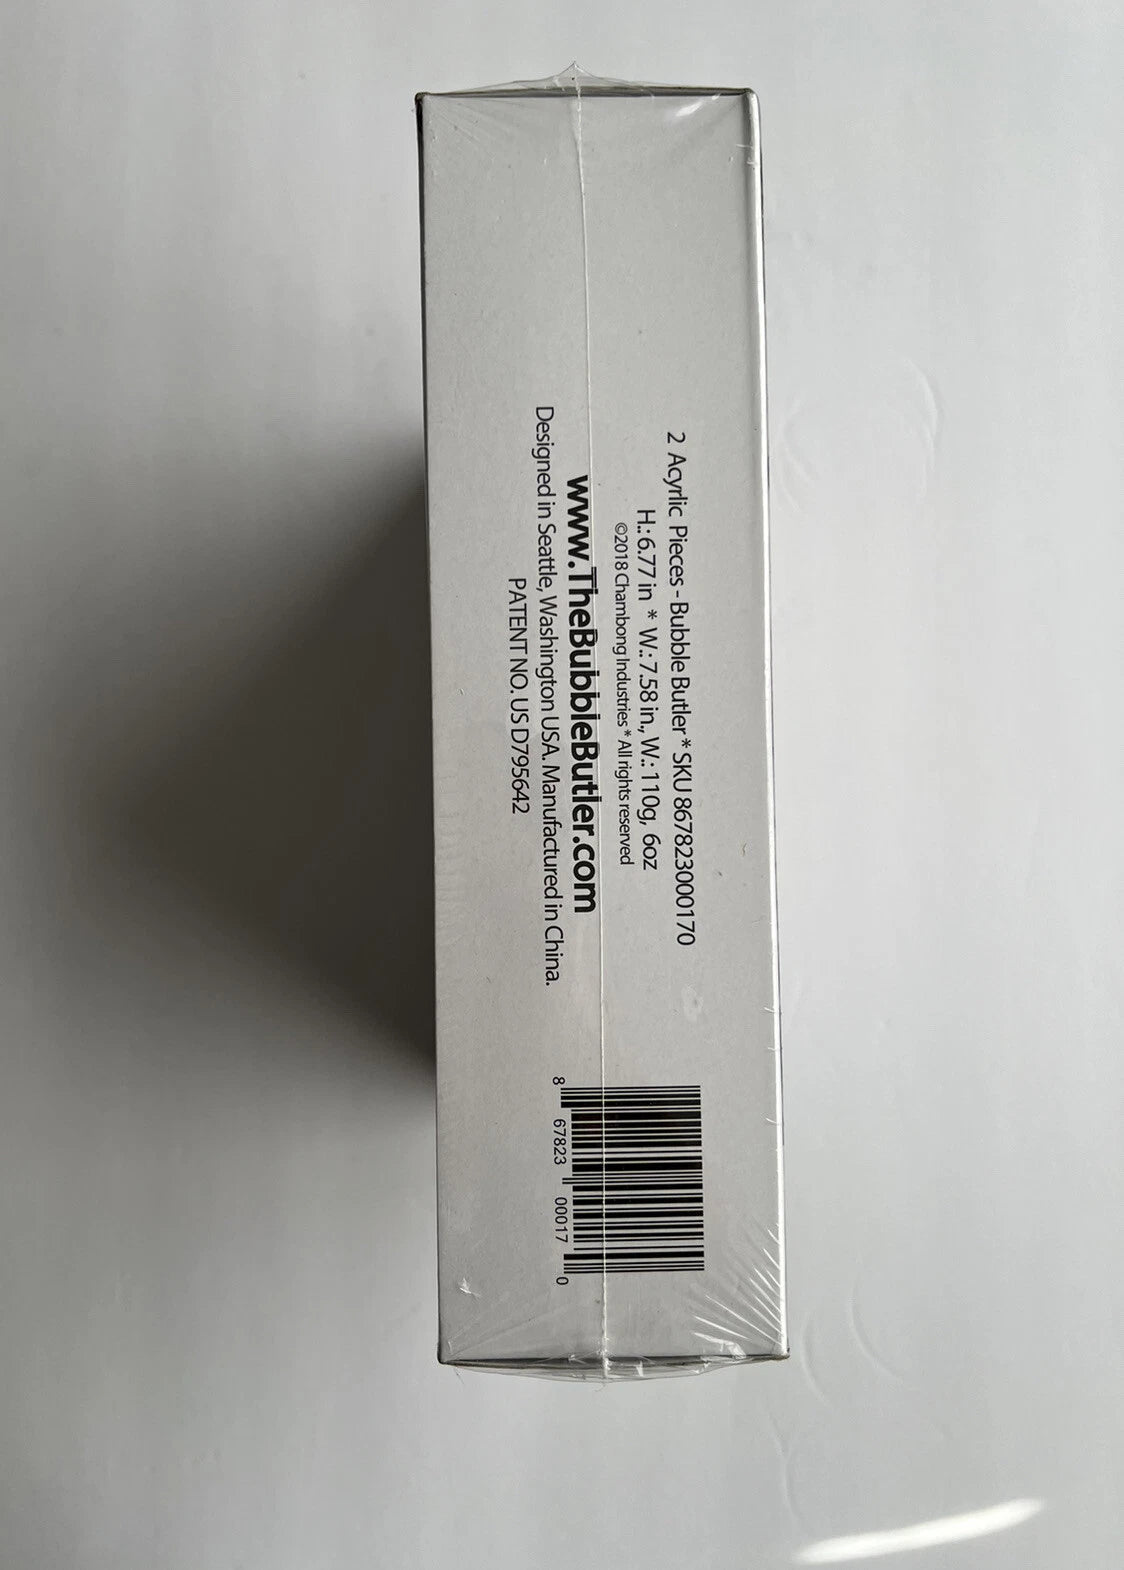 2 Acyrlic Pieces - Bubble Butler * SKU 867823000170
H.: 6.77 in * W.: 7.58 in., W.: 110g, 6oz
©2018 Chambong Industries * All rights reserved
www.TheBubbleButler.com
Designed in Seattle, Washington USA. Manufactured in China.
PATENT NO. US D795642
8 67823 00017 0